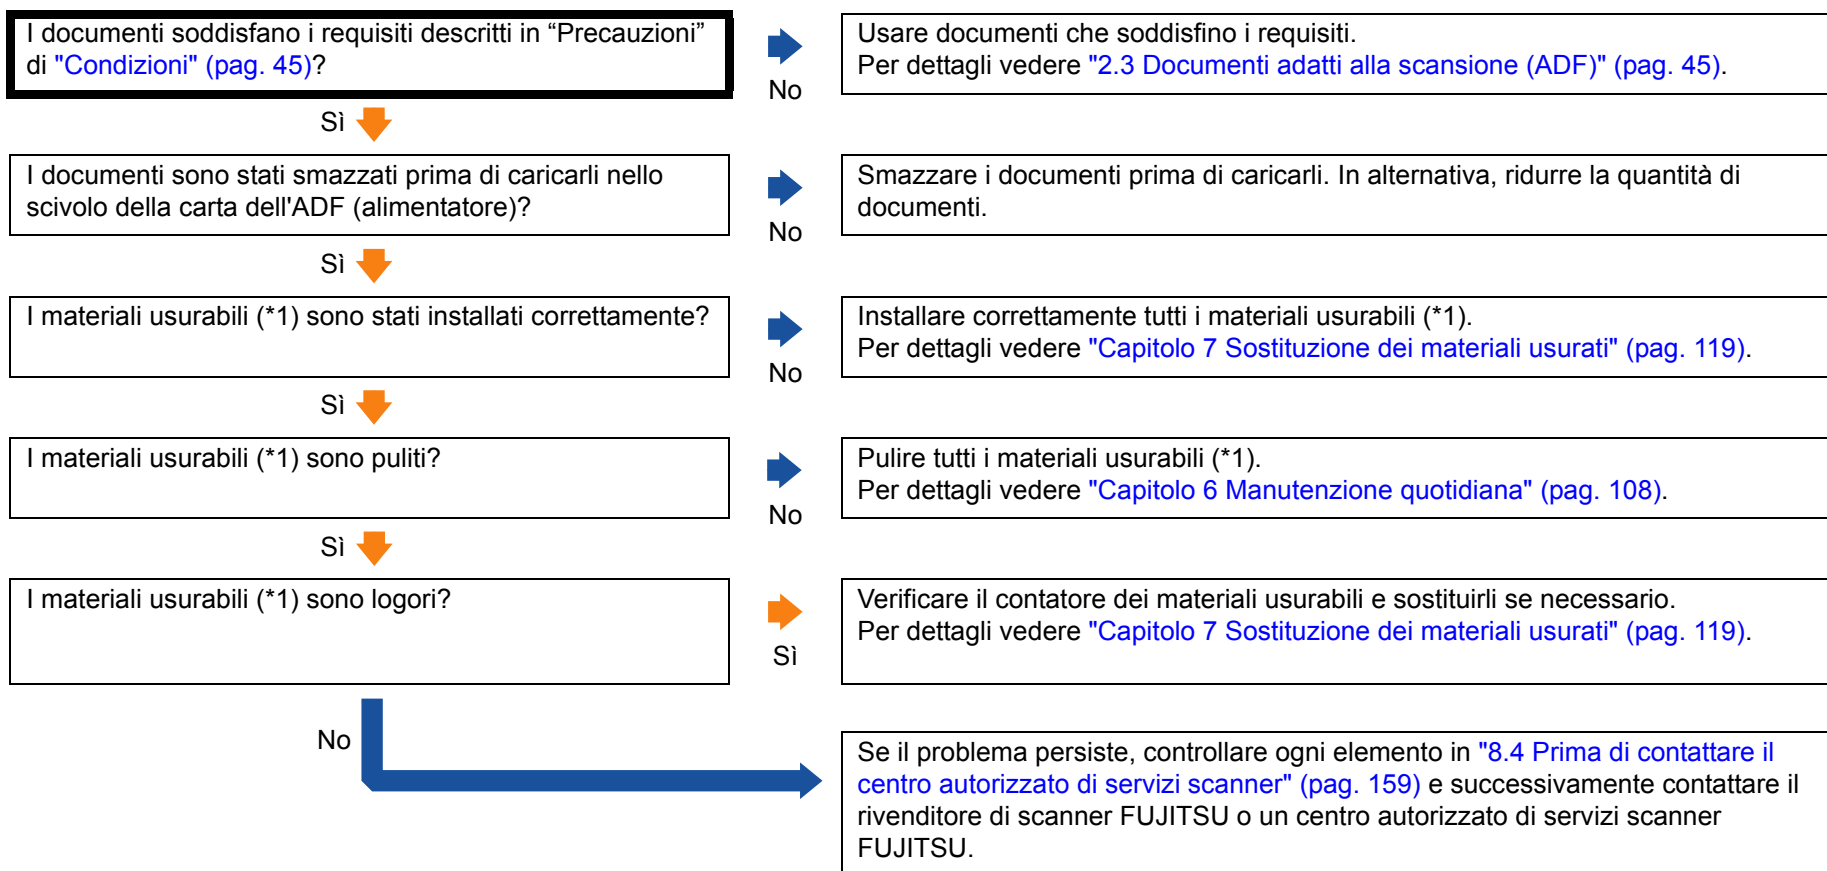 I documenti soddisfano i requisiti descritti in “Precauzioni”
di "Condizioni" (pag. 45)?
No
Usare documenti che soddisfino i requisiti.
Per dettagli vedere "2.3 Documenti adatti alla scansione (ADF)" (pag. 45).
Sì
I documenti sono stati smazzati prima di caricarli nello
scivolo della carta dell'ADF (alimentatore)?
No
Smazzare i documenti prima di caricarli. In alternativa, ridurre la quantità di
documenti.
Sì
I materiali usurabili (*1) sono stati installati correttamente?
No
Installare correttamente tutti i materiali usurabili (*1).
Per dettagli vedere "Capitolo 7 Sostituzione dei materiali usurati" (pag. 119).
Sì
I materiali usurabili (*1) sono puliti?
No
Pulire tutti i materiali usurabili (*1).
Per dettagli vedere "Capitolo 6 Manutenzione quotidiana" (pag. 108).
Sì
I materiali usurabili (*1) sono logori?
Sì
Verificare il contatore dei materiali usurabili e sostituirli se necessario.
Per dettagli vedere "Capitolo 7 Sostituzione dei materiali usurati" (pag. 119).
No
Se il problema persiste, controllare ogni elemento in "8.4 Prima di contattare il
centro autorizzato di servizi scanner" (pag. 159) e successivamente contattare il
rivenditore di scanner FUJITSU o un centro autorizzato di servizi scanner
FUJITSU.